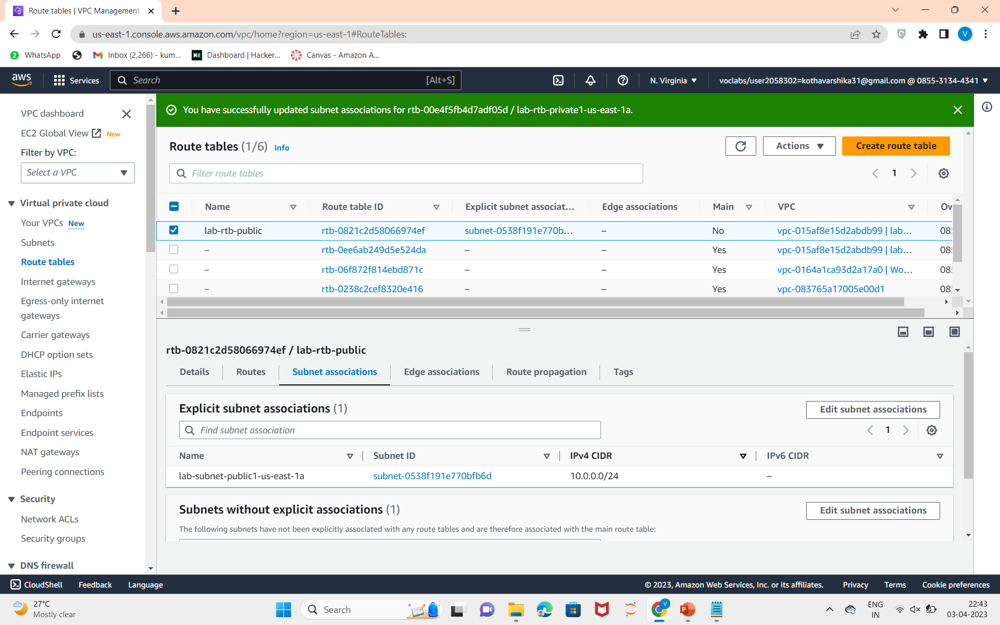 Route tables | VPC Management
us-east-1.console.aws.amazon.com/vpc/home?region=us-east-1#RouteTables:
V
2 WhatsApp
Inbox (2,266) - kum...
Dashboard | Hacker...
Canvas - Amazon A...
aws
Services
Search [Alt+S]
N. Virginia
voclabs/user2058302=kothavarshika31@gmail.com @ 0855-3134-4341
VPC dashboard
EC2 Global View New
Filter by VPC:
Select a VPC
Virtual private cloud
Your VPCs New
Subnets
Route tables
Internet gateways
Egress-only internet
gateways
Carrier gateways
DHCP option sets
Elastic IPs
Managed prefix lists
Endpoints
Endpoint services
NAT gateways
Peering connections
Security
Network ACLs
Security groups
DNS firewall
You have successfully updated subnet associations for rtb-00e4f5fb4d7adf05d / lab-rtb-private1-us-east-1a.
Route tables (1/6) Info
Actions
Create route table
Filter route tables
1
Name Route table ID Explicit subnet associat... Edge associations Main VPC Ow
lab-rtb-public rtb-0821c2d58066974ef subnet-0538f191e770b... – No vpc-015af8e15d2abdb99 | lab... 085
– rtb-0ee6ab249d5e524da – – Yes vpc-015af8e15d2abdb99 | lab... 085
– rtb-06f872f814ebd871c – – Yes vpc-0164a1ca93d2a17a0 | Wo... 085
– rtb-0238c2cef8320e416 – – Yes vpc-083765a17005e00d1 085
rtb-0821c2d58066974ef / lab-rtb-public
Details Routes Subnet associations Edge associations Route propagation Tags
Explicit subnet associations (1)
Edit subnet associations
Find subnet association
1
Name Subnet ID IPv4 CIDR IPv6 CIDR
lab-subnet-public1-us-east-1a subnet-0538f191e770bfb6d 10.0.0.0/24 –
Subnets without explicit associations (1)
Edit subnet associations
The following subnets have not been explicitly associated with any route tables and are therefore associated with the main route table:
CloudShell Feedback Language
© 2023, Amazon Web Services, Inc. or its affiliates. Privacy Terms Cookie preferences
27°C
Mostly clear
Search
V
P
ENG
IN
22:43
03-04-2023